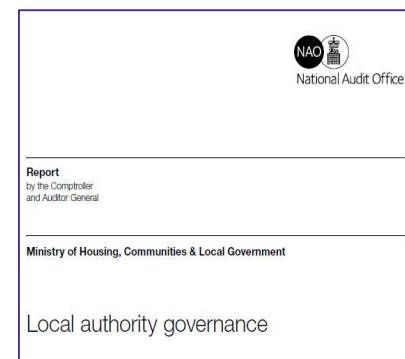 NAO
National Audit Office
Report
by the Comptroller
and Auditor General
Ministry of Housing, Communities & Local Government
Local authority governance